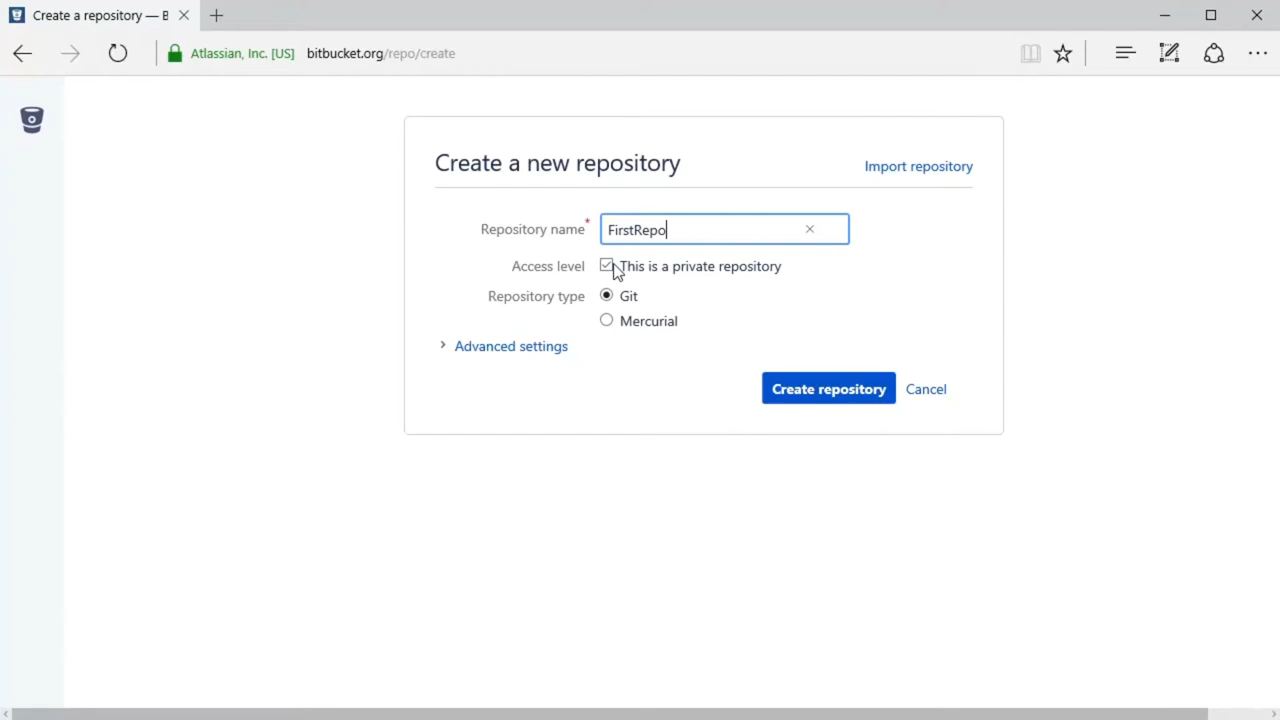 Create a repository — B
Atlassian, Inc. [US] bitbucket.org/repo/create
Create a new repository
Import repository
Repository name*
FirstRepo
Access level
This is a private repository
Repository type
Git
Mercurial
Advanced settings
Create repository
Cancel